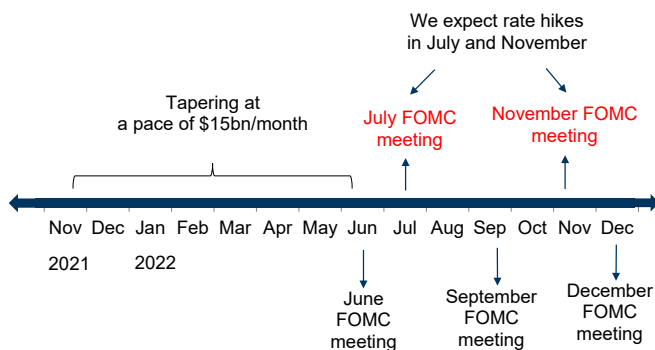 We expect rate hikes
in July and November
Tapering at
a pace of $15bn/month
July FOMC
meeting
November FOMC
meeting
Nov Dec Jan Feb Mar Apr May Jun Jul Aug Sep Oct Nov Dec
2021 2022
June
FOMC
meeting
September
FOMC
meeting
December
FOMC
meeting